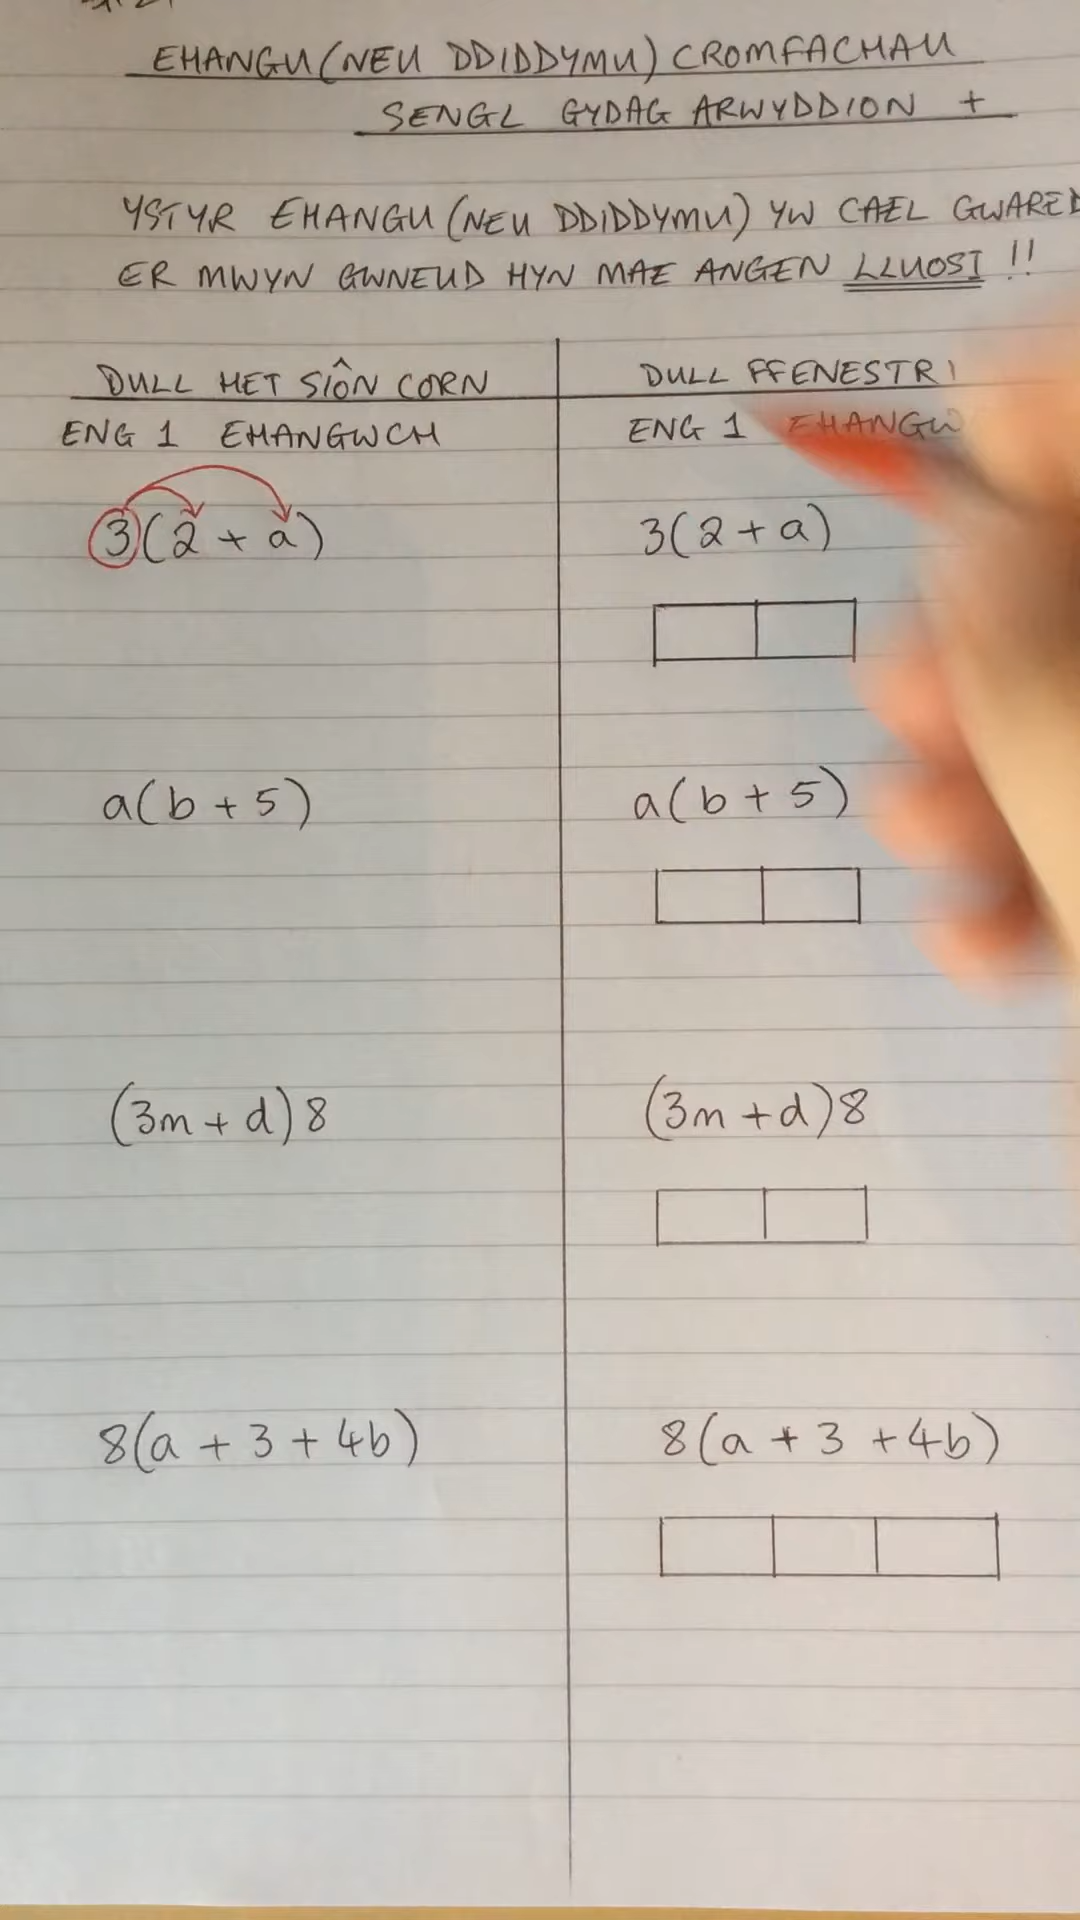 EHANGU (NEU DDIDDYMU) CROMFACHAU
SENGL GYDAG ARWYDDION +
YSTYR EHANGU (NEU DDIDDYMU) YW CAEL GWARED
ER MWYN GWNEUD HYN MAE ANGEN LLUOSI !!
DULL HET SIÔN CORN
ENG 1 EHANGWCH
3(2 + a)
a(b + 5)
(3m + d)8
8(a + 3 + 4b)
DULL FFENESTRI
ENG 1 EHANGW
3(2 + a)
a(b + 5)
(3m + d)8
8(a + 3 + 4b)